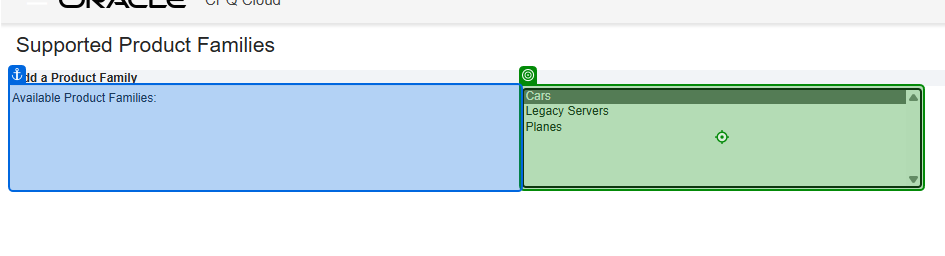 ORACLE CPQ Cloud
Supported Product Families
dd a Product Family
Available Product Families:
Cars
Legacy Servers
Planes